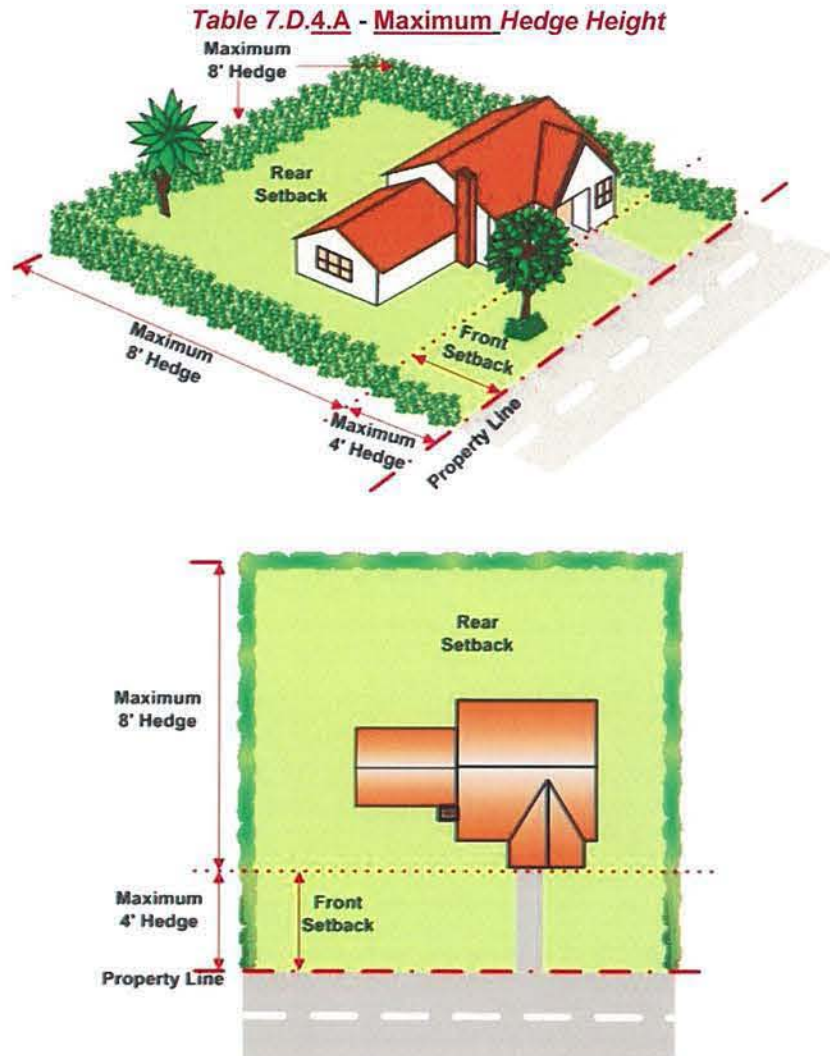 Table 7.D.4.A - Maximum Hedge Height
Maximum
8' Hedge
Rear
Setback
Maximum
8' Hedge
Front
Setback
Maximum
4' Hedge
Property Line
Rear
Setback
Maximum
8' Hedge
Maximum
4' Hedge
Front
Setback
Property Line